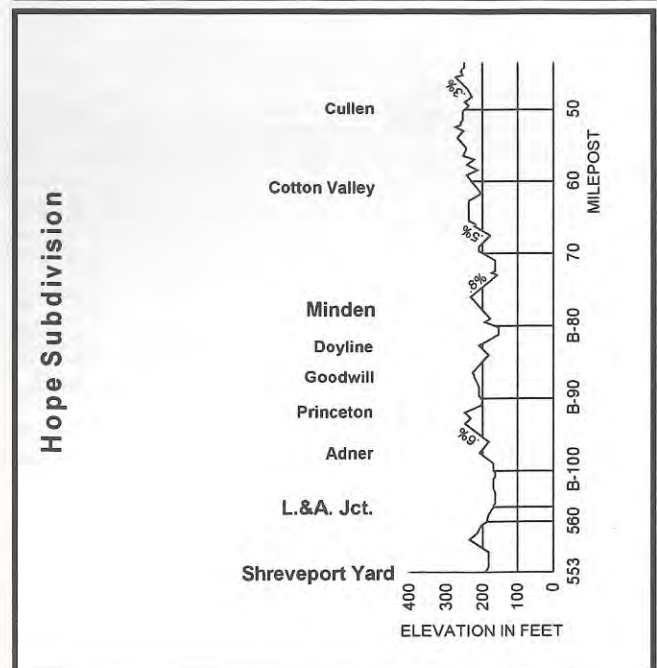 Hope Subdivision
Cullen
Cotton Valley
Minden
Doyline
Goodwill
Princeton
Adner
L.&A. Jct.
Shreveport Yard
.3%
.5%
.8%
.6%
50
60
70
B-80
B-90
B-100
560
553
MILEPOST
400 300 200 100 0
ELEVATION IN FEET